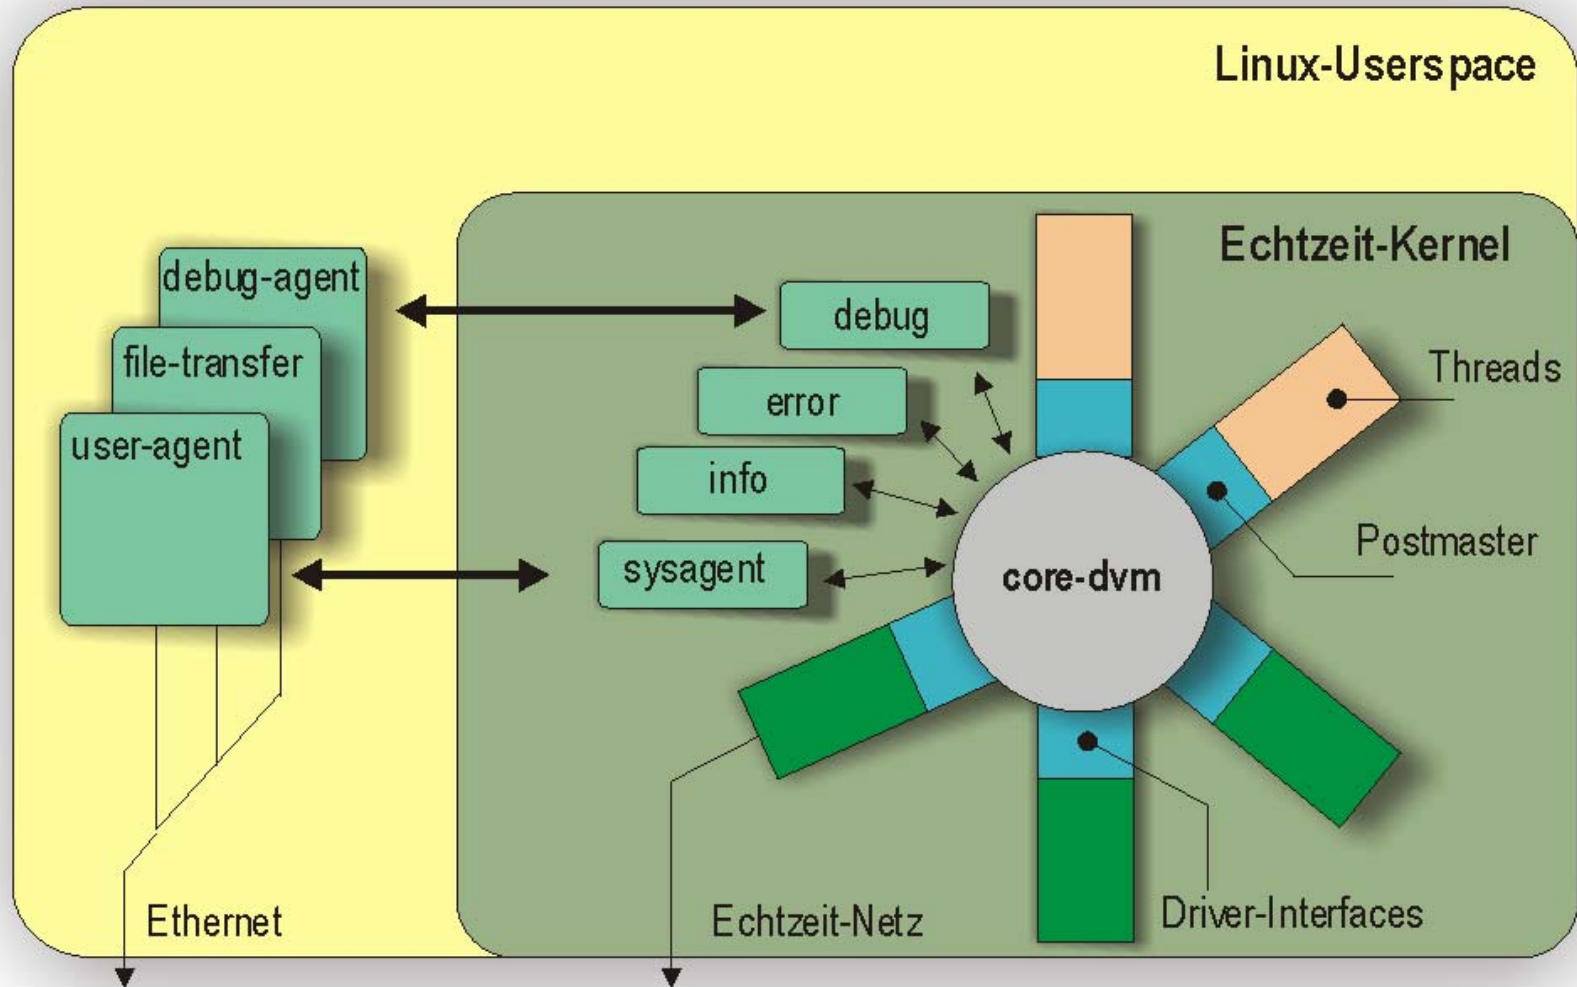 Linux-Userspace
Echtzeit-Kernel
debug-agent
file-transfer
user-agent
debug
error
info
sysagent
core-dvm
Threads
Postmaster
Driver-Interfaces
Echtzeit-Netz
Ethernet